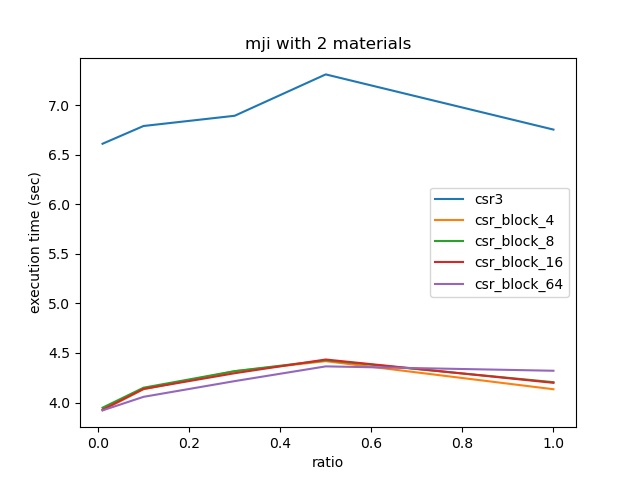 mji with 2 materials
execution time (sec)
7.0
6.5
6.0
5.5
5.0
4.5
4.0
csr3
csr_block_4
csr_block_8
csr_block_16
csr_block_64
0.0 0.2 0.4 0.6 0.8 1.0
ratio